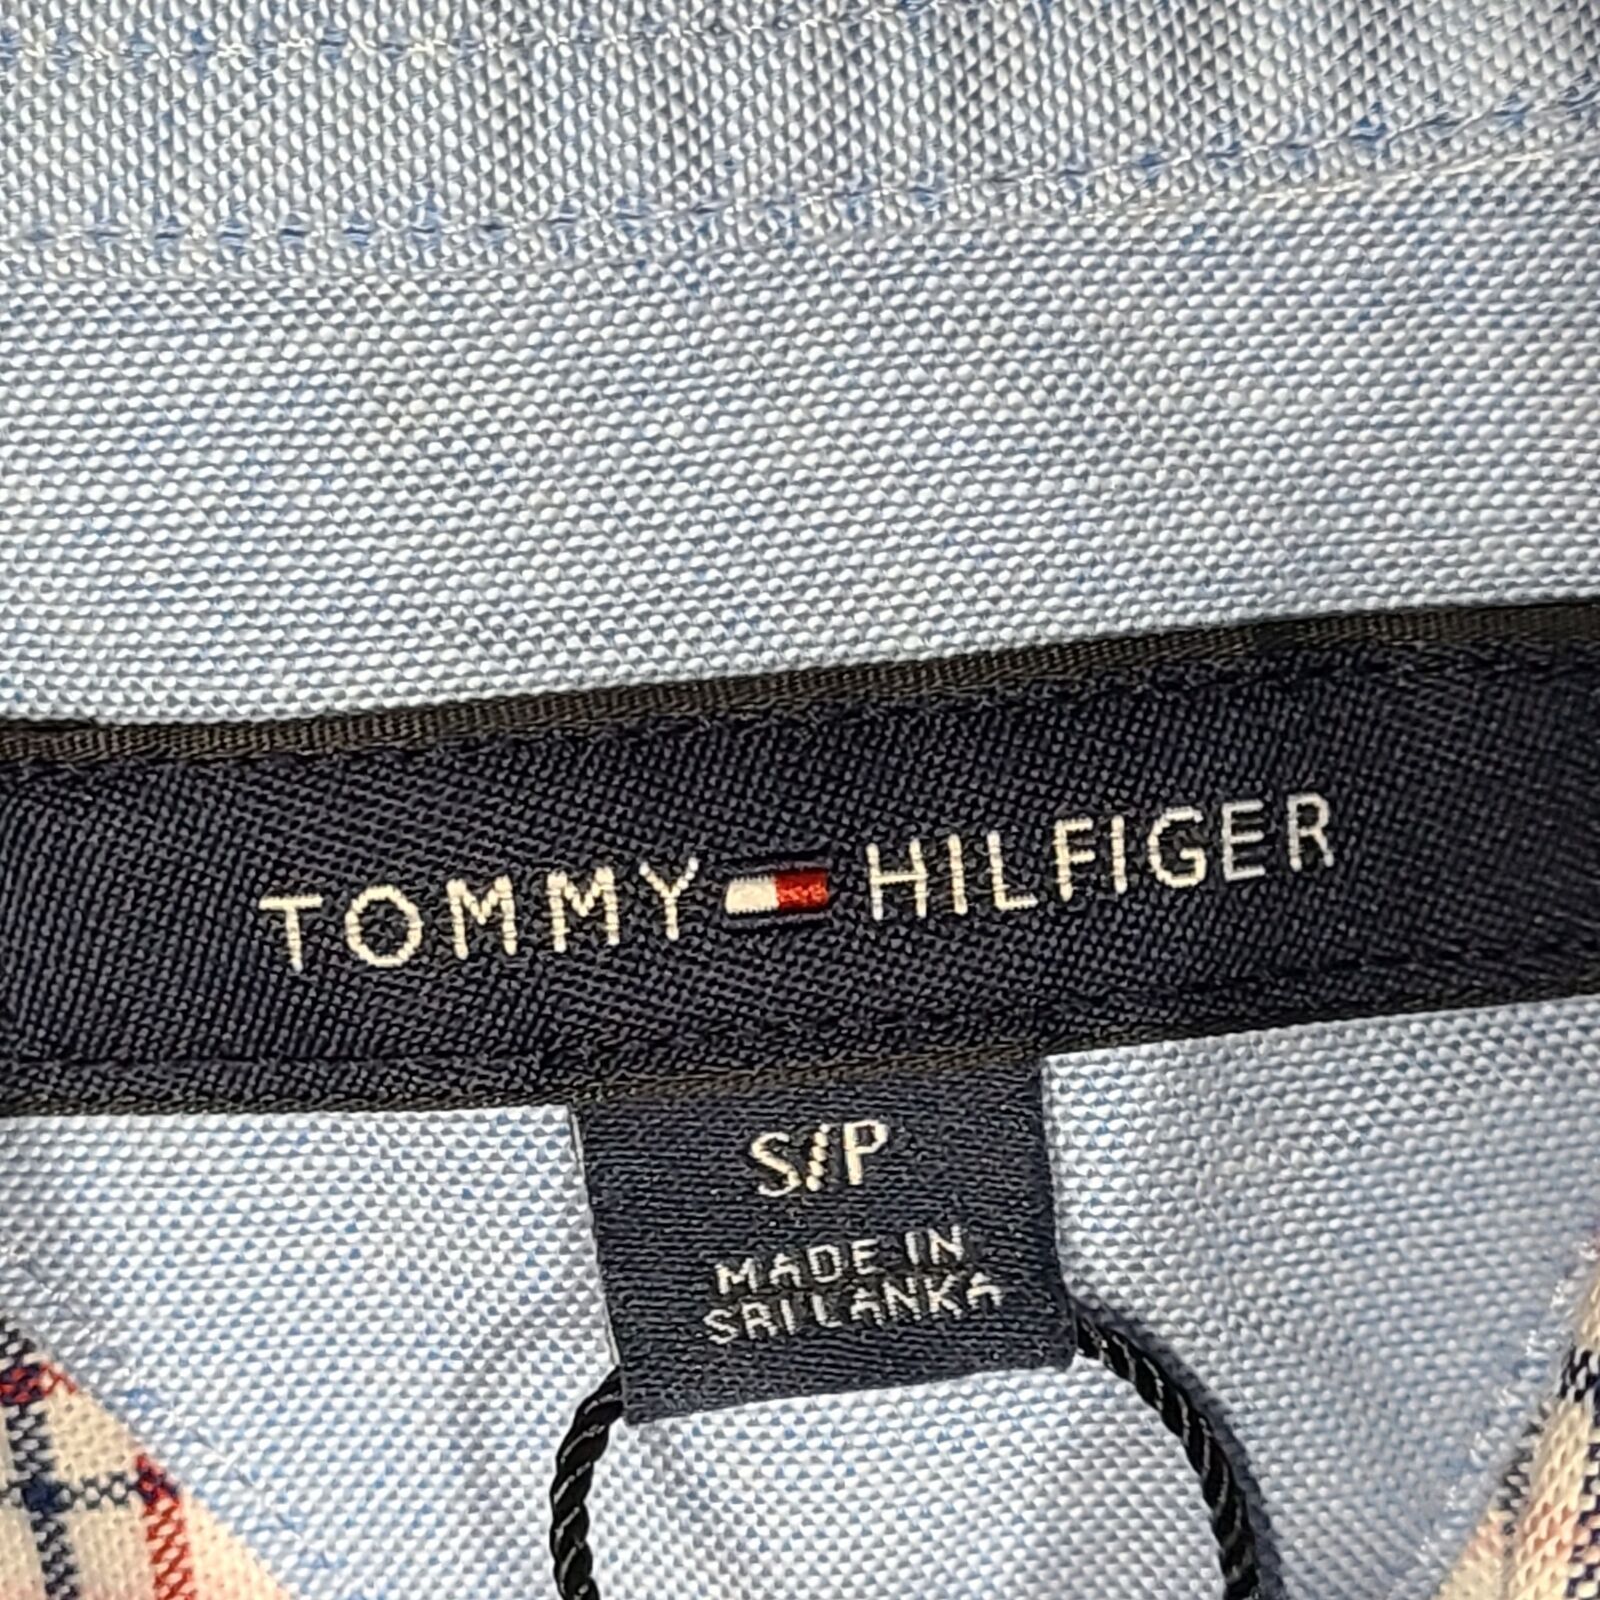 TOMMY HILFIGER
S/P
MADE IN
SRI LANKA